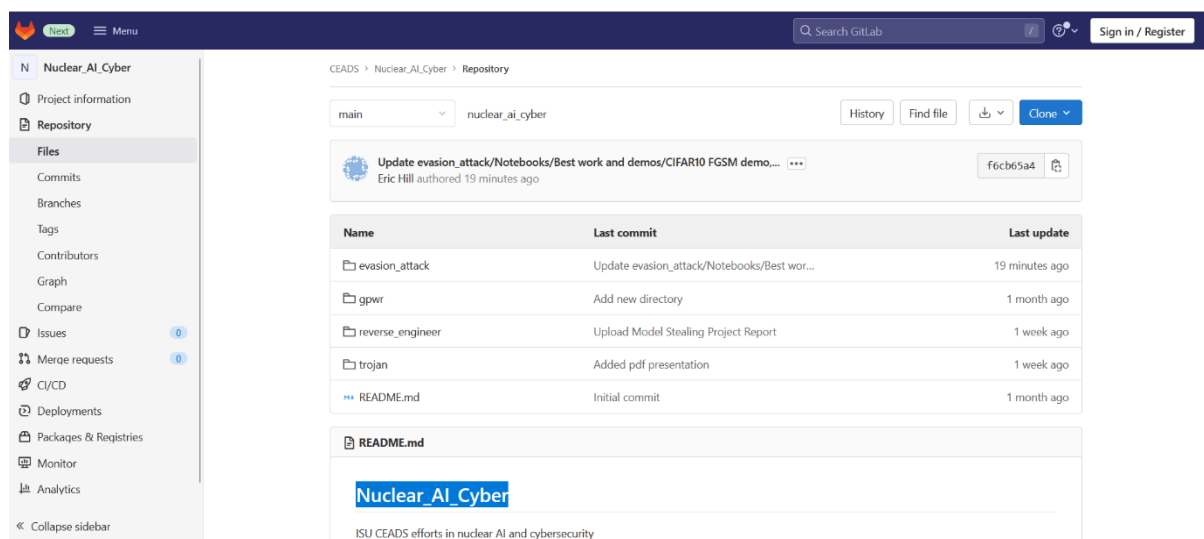 Next
Menu
Search GitLab
/
Sign in / Register
N Nuclear_AI_Cyber
Project information
Repository
Files
Commits
Branches
Tags
Contributors
Graph
Compare
Issues 0
Merge requests 0
CI/CD
Deployments
Packages & Registries
Monitor
Analytics
« Collapse sidebar
CEADS > Nuclear_AI_Cyber > Repository
main
nuclear_ai_cyber
History
Find file
Clone
Update evasion_attack/Notebooks/Best work and demos/CIFAR10 FGSM demo,...
Eric Hill authored 19 minutes ago
f6cb65a4
Name Last commit Last update
evasion_attack Update evasion_attack/Notebooks/Best wor... 19 minutes ago
gpwr Add new directory 1 month ago
reverse_engineer Upload Model Stealing Project Report 1 week ago
trojan Added pdf presentation 1 week ago
README.md Initial commit 1 month ago
README.md
Nuclear_AI_Cyber
ISU CEADS efforts in nuclear AI and cybersecurity